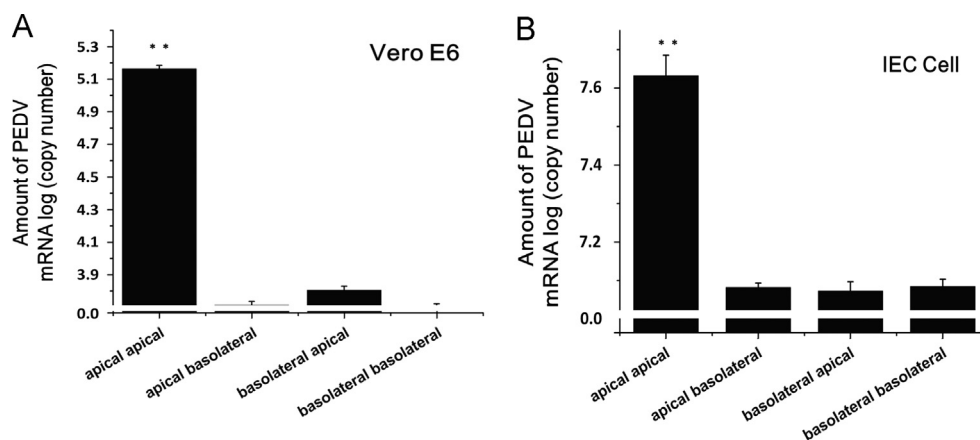 A
Vero E6
Amount of PEDV
mRNA log (copy number)
5.3
5.1
4.9
4.7
4.5
4.3
4.1
3.9
0.0
**
apical apical
apical basolateral
basolateral apical
basolateral basolateral
B
IEC Cell
Amount of PEDV
mRNA log (copy number)
7.6
7.4
7.2
0.0
**
apical apical
apical basolateral
basolateral apical
basolateral basolateral